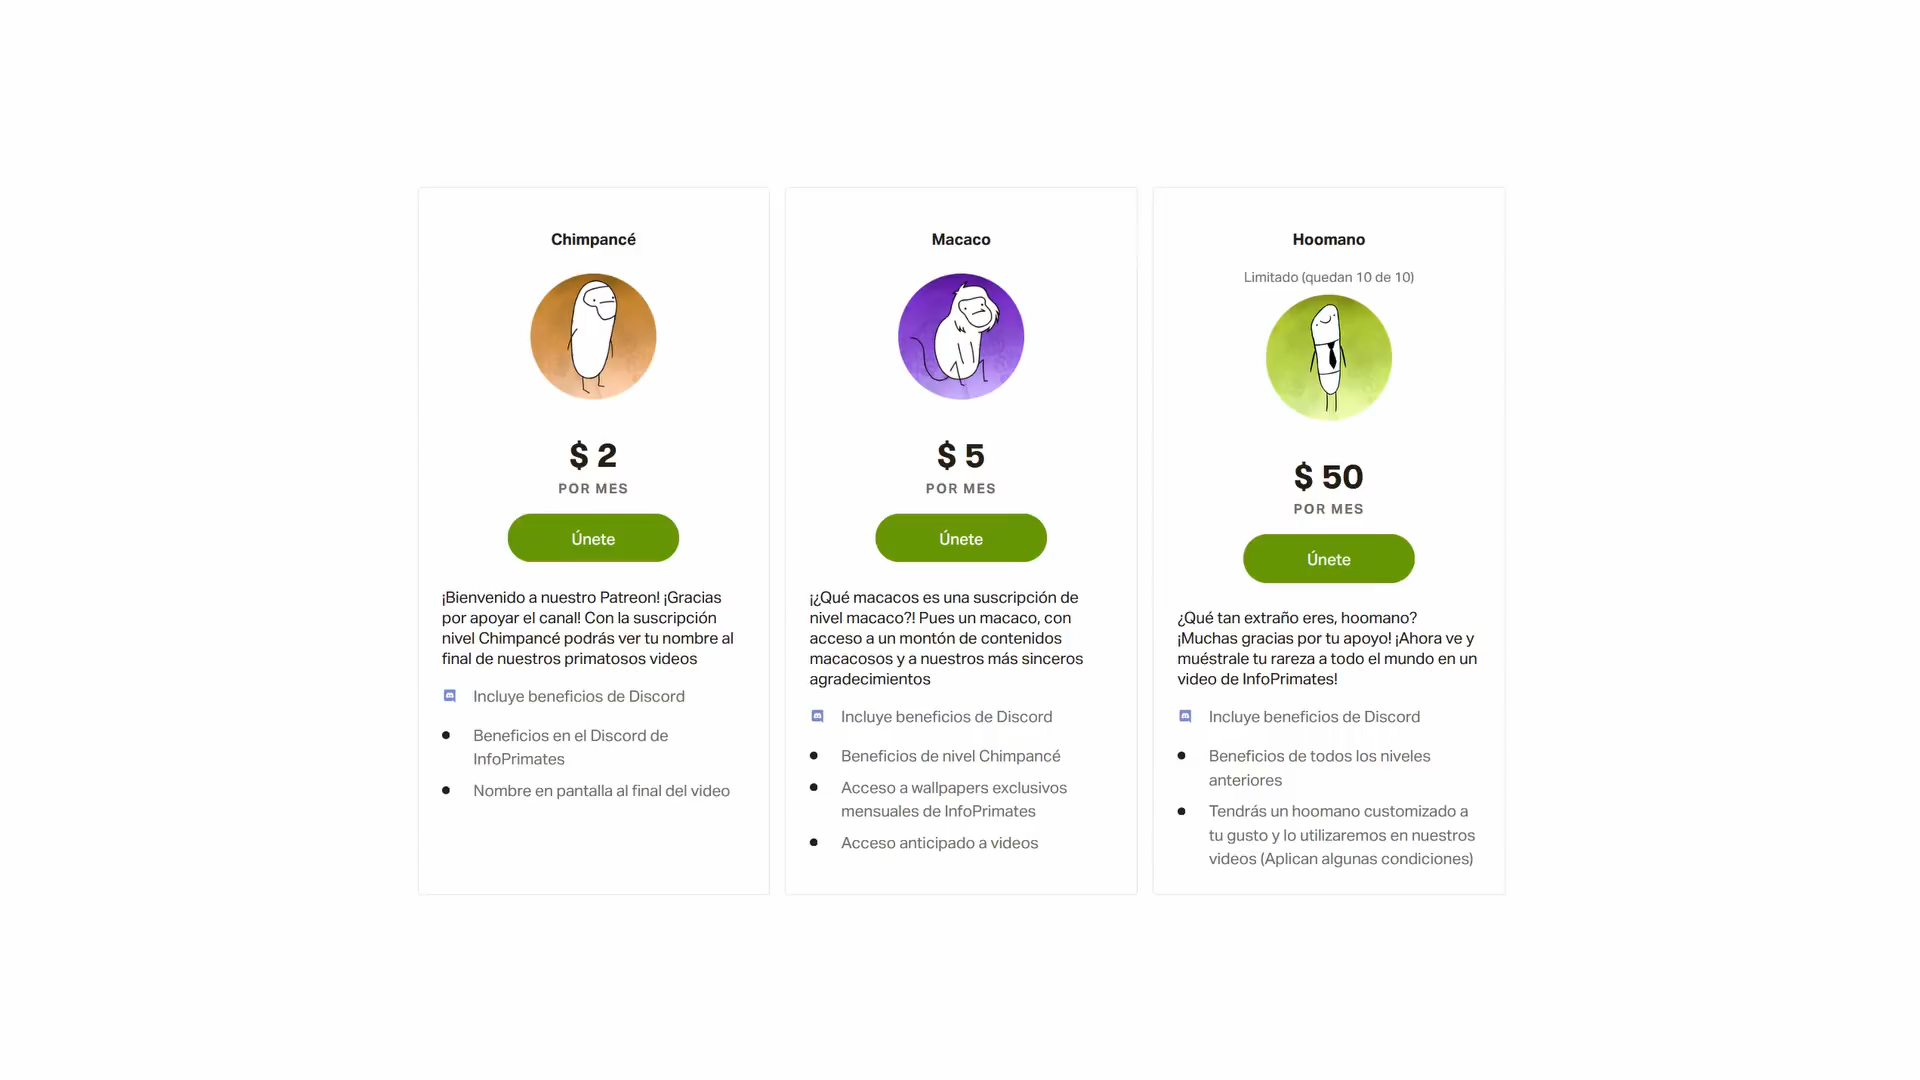 Chimpancé
$ 2
POR MES
Únete
¡Bienvenido a nuestro Patreon! ¡Gracias
por apoyar el canal! Con la suscripción
nivel Chimpancé podrás ver tu nombre al
final de nuestros primatosos videos
Incluye beneficios de Discord
Beneficios en el Discord de
InfoPrimates
Nombre en pantalla al final del video
Macaco
$ 5
POR MES
Únete
¡¿Qué macacos es una suscripción de
nivel macaco?! Pues un macaco, con
acceso a un montón de contenidos
macacosos y a nuestros más sinceros
agradecimientos
Incluye beneficios de Discord
Beneficios de nivel Chimpancé
Acceso a wallpapers exclusivos
mensuales de InfoPrimates
Acceso anticipado a videos
Hoomano
Limitado (quedan 10 de 10)
$ 50
POR MES
Únete
¿Qué tan extraño eres, hoomano?
¡Muchas gracias por tu apoyo! ¡Ahora ve y
muéstrale tu rareza a todo el mundo en un
video de InfoPrimates!
Incluye beneficios de Discord
Beneficios de todos los niveles
anteriores
Tendrás un hoomano customizado a
tu gusto y lo utilizaremos en nuestros
videos (Aplican algunas condiciones)